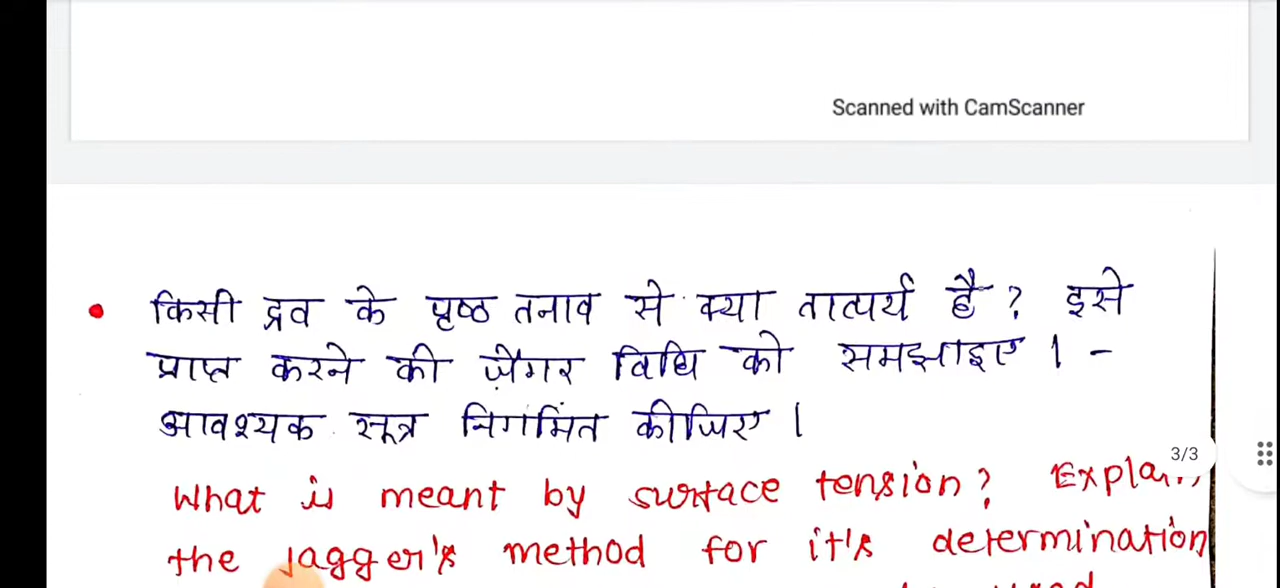 Scanned with CamScanner
• किसी द्रव के पृष्ठ तनाव से क्या तात्पर्य है ? इसे
प्राप्त करने की ज़ैगर विधि को समझाइए । -
आवश्यक सूत्र निगमित कीजिए ।
3/3
What is meant by surface tension?
the Jagger's method for it's determination